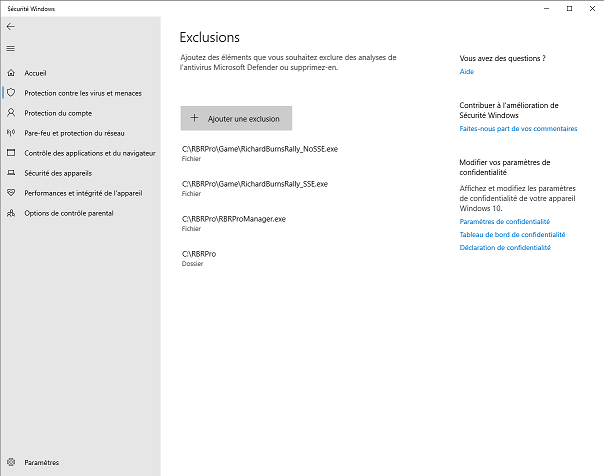 Sécurité Windows
Accueil
Protection contre les virus et menaces
Protection du compte
Pare-feu et protection du réseau
Contrôle des applications et du navigateur
Sécurité des appareils
Performances et intégrité de l'appareil
Options de contrôle parental
Paramètres
Exclusions
Ajoutez des éléments que vous souhaitez exclure des analyses de
l'antivirus Microsoft Defender ou supprimez-en.
Ajouter une exclusion
C:\RBRPro\Game\RichardBurnsRally_NoSSE.exe
Fichier
C:\RBRPro\Game\RichardBurnsRally_SSE.exe
Fichier
C:\RBRPro\RBRProManager.exe
Fichier
C:\RBRPro
Dossier
Vous avez des questions ?
Aide
Contribuer à l'amélioration de
Sécurité Windows
Faites-nous part de vos commentaires
Modifier vos paramètres de
confidentialité
Affichez et modifiez les paramètres
de confidentialité de votre appareil
Windows 10.
Paramètres de confidentialité
Tableau de bord de confidentialité
Déclaration de confidentialité